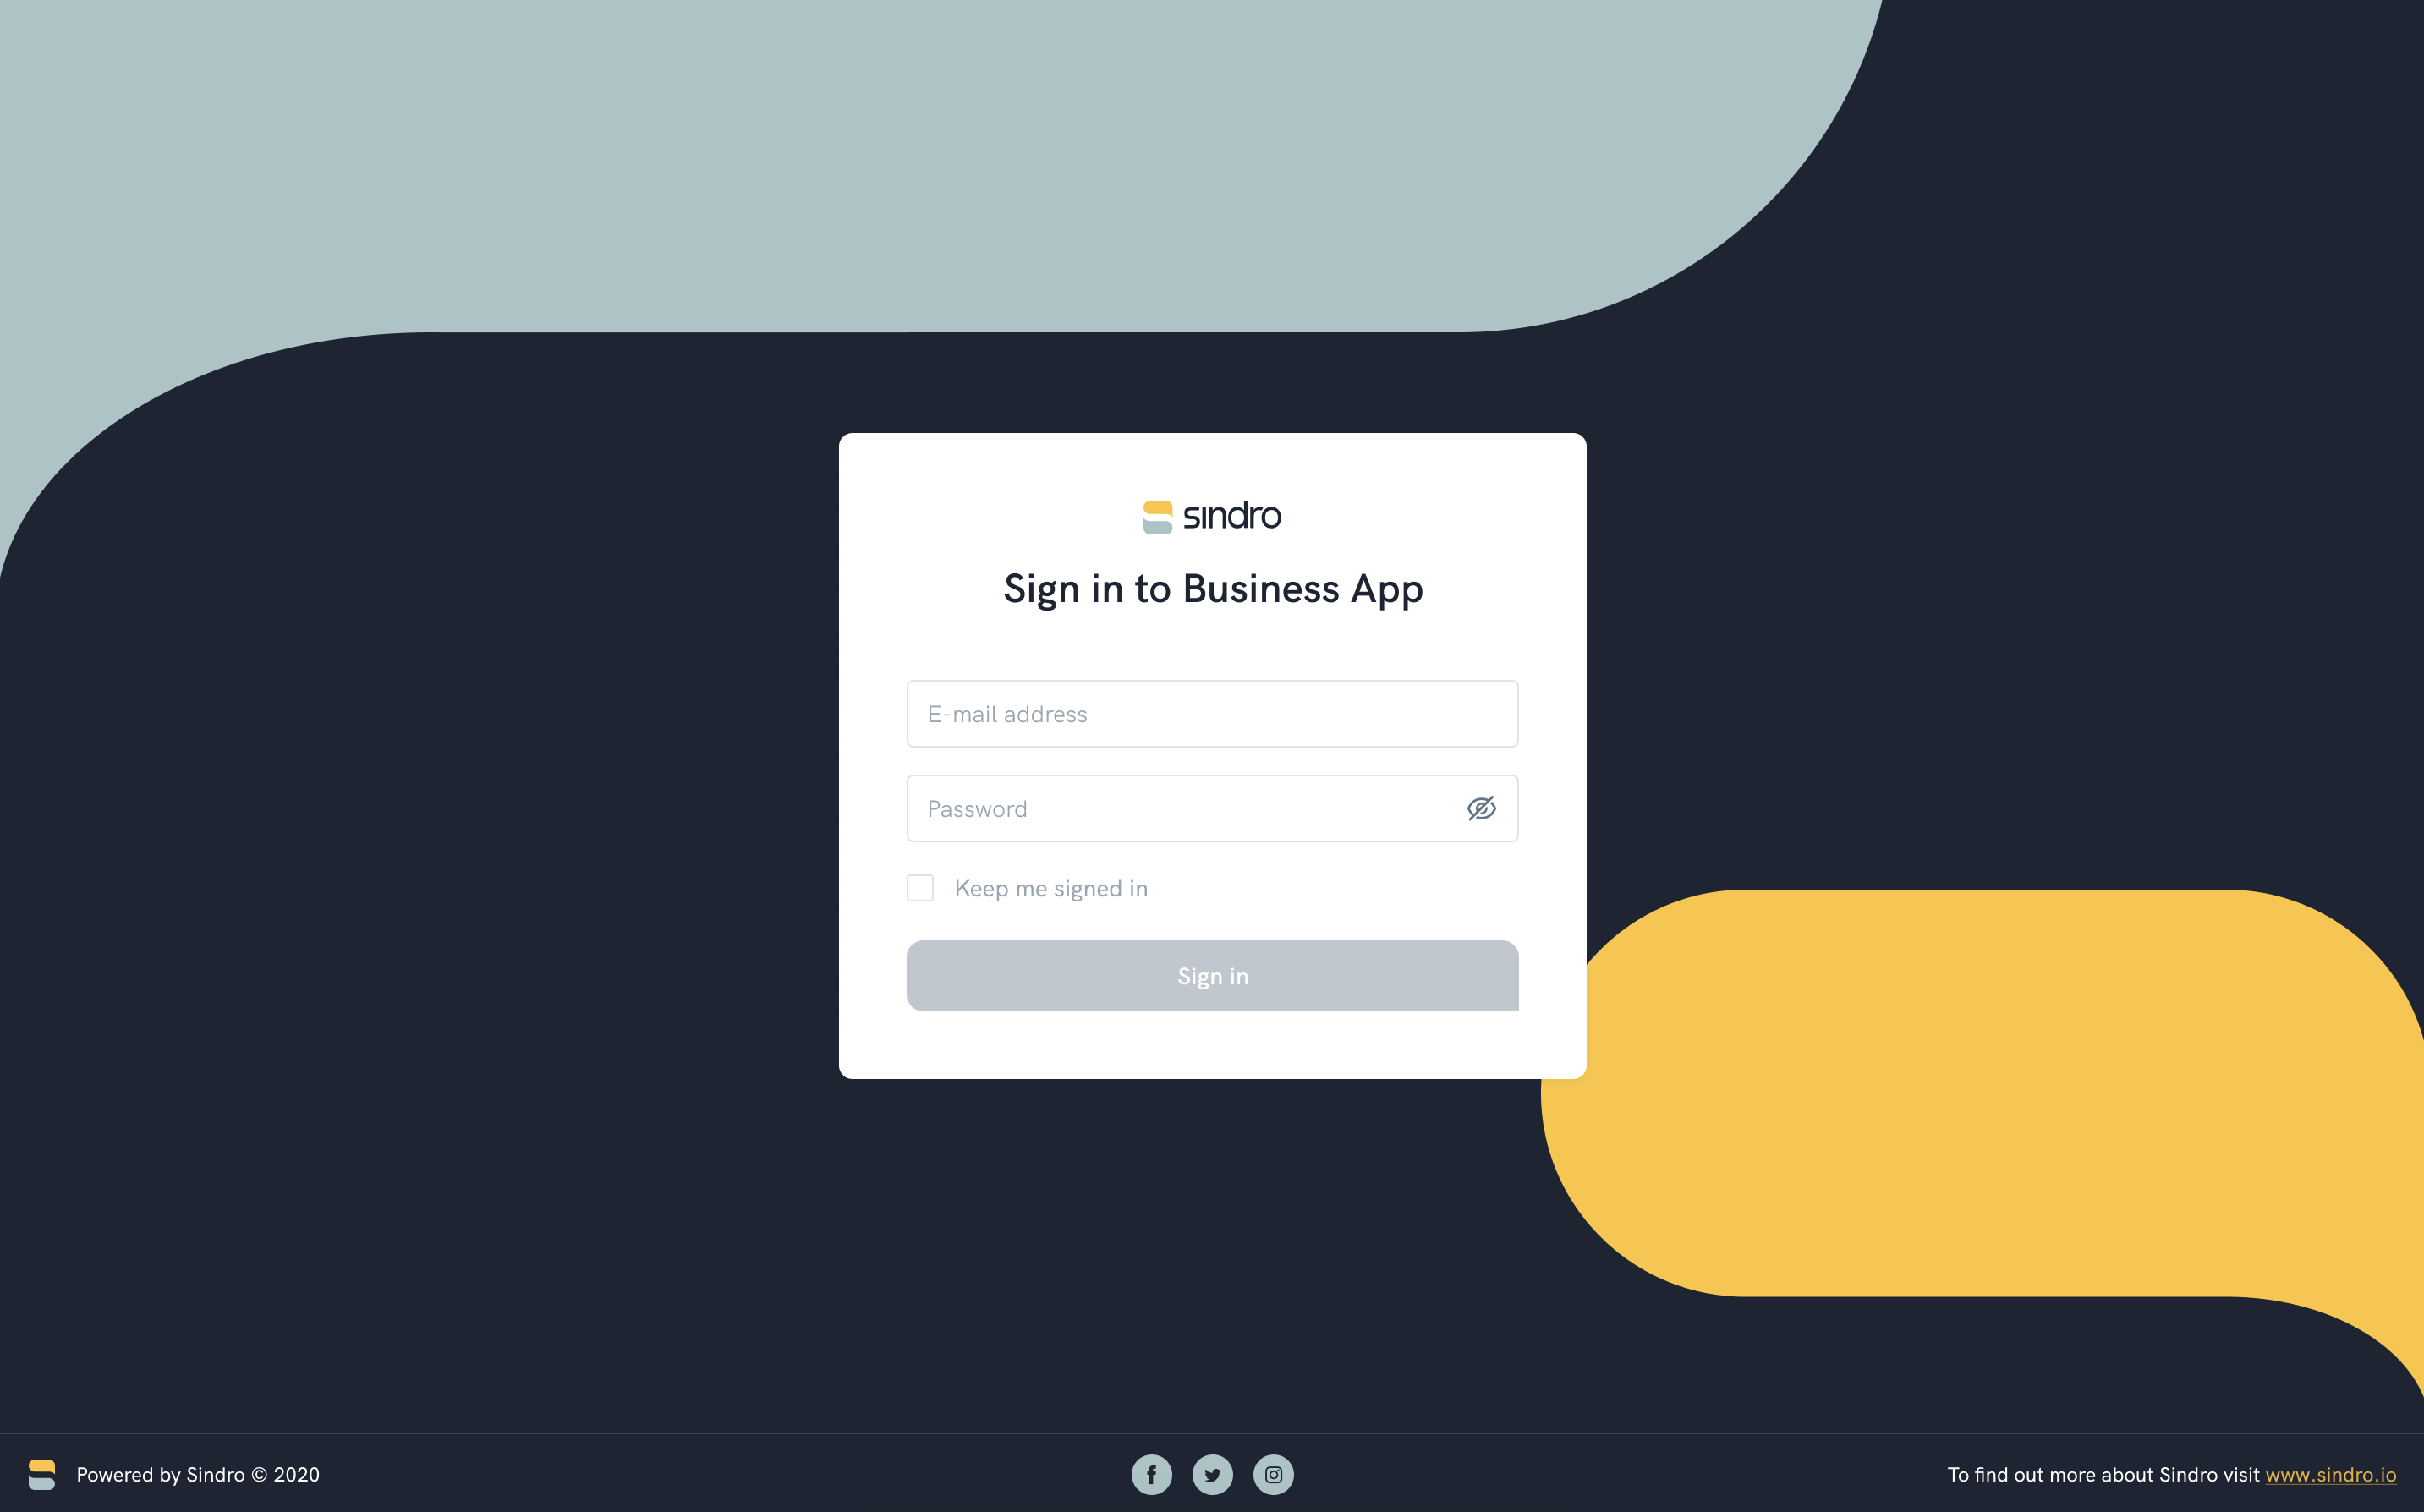 sindro
Sign in to Business App
E-mail address
Password
Keep me signed in
Sign in
Powered by Sindro © 2020
To find out more about Sindro visit www.sindro.io